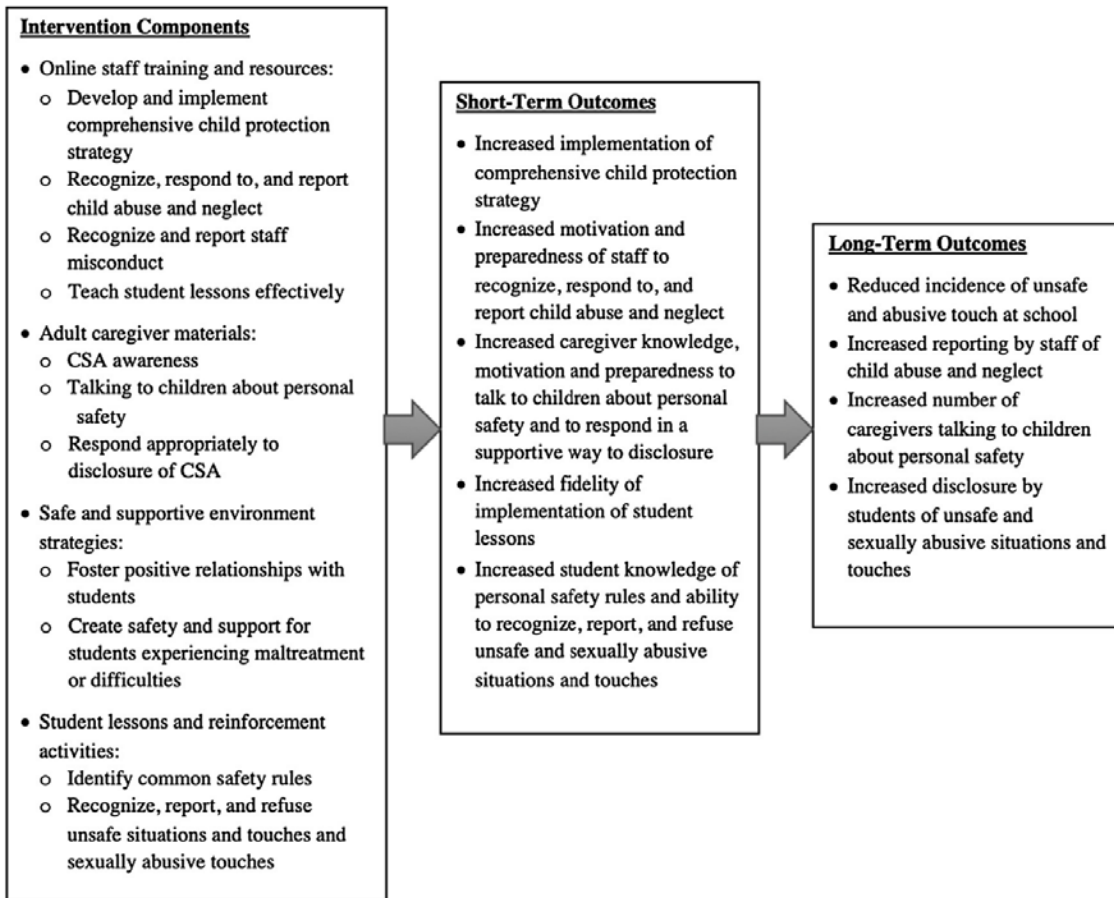 Intervention Components
• Online staff training and resources:
o Develop and implement
comprehensive child protection
strategy
o Recognize, respond to, and report
child abuse and neglect
o Recognize and report staff
misconduct
o Teach student lessons effectively
• Adult caregiver materials:
o CSA awareness
o Talking to children about personal
safety
o Respond appropriately to
disclosure of CSA
• Safe and supportive environment
strategies:
o Foster positive relationships with
students
o Create safety and support for
students experiencing maltreatment
or difficulties
• Student lessons and reinforcement
activities:
o Identify common safety rules
o Recognize, report, and refuse
unsafe situations and touches and
sexually abusive touches
Short-Term Outcomes
• Increased implementation of
comprehensive child protection
strategy
• Increased motivation and
preparedness of staff to
recognize, respond to, and
report child abuse and neglect
• Increased caregiver knowledge,
motivation and preparedness to
talk to children about personal
safety and to respond in a
supportive way to disclosure
• Increased fidelity of
implementation of student
lessons
• Increased student knowledge of
personal safety rules and ability
to recognize, report, and refuse
unsafe and sexually abusive
situations and touches
Long-Term Outcomes
• Reduced incidence of unsafe
and abusive touch at school
• Increased reporting by staff of
child abuse and neglect
• Increased number of
caregivers talking to children
about personal safety
• Increased disclosure by
students of unsafe and
sexually abusive situations and
touches